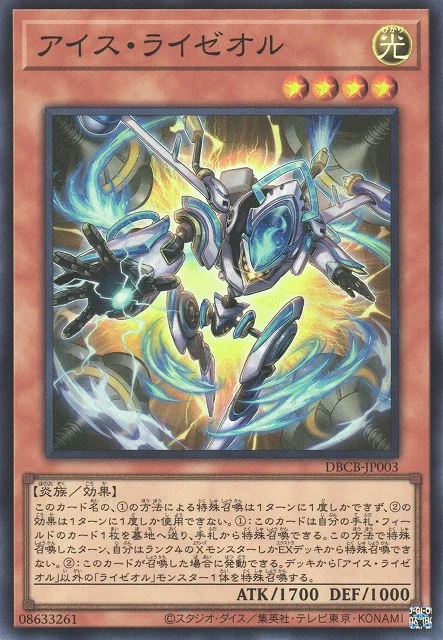 アイス・ライゼオル
ひかり
光
DBCB-JP003
【炎族／効果】
このカード名の、①の方法による特殊召喚は１ターンに１度しかできず、②の
効果は１ターンに１度しか使用できない。①：このカードは自分の手札・フィー
ルドのカード１枚を墓地へ送り、手札から特殊召喚できる。この方法で特殊
召喚したターン、自分はランク４のＸモンスターしかEXデッキから特殊召喚でき
ない。②：このカードが召喚した場合に発動できる。デッキから「アイス・ライゼ
オル」以外の「ライゼオル」モンスター１体を特殊召喚する。
ATK/1700 DEF/1000
08633261
©スタジオ・ダイス／集英社・テレビ東京・KONAMI